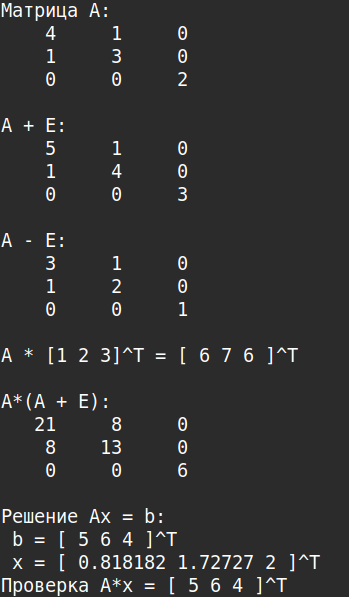 Матрица A:
4 1 0
1 3 0
0 0 2
A + E:
5 1 0
1 4 0
0 0 3
A - E:
3 1 0
1 2 0
0 0 1
A * [1 2 3]^T = [ 6 7 6 ]^T
A*(A + E):
21 8 0
8 13 0
0 0 6
Решение Ax = b:
b = [ 5 6 4 ]^T
x = [ 0.818182 1.72727 2 ]^T
Проверка A*x = [ 5 6 4 ]^T